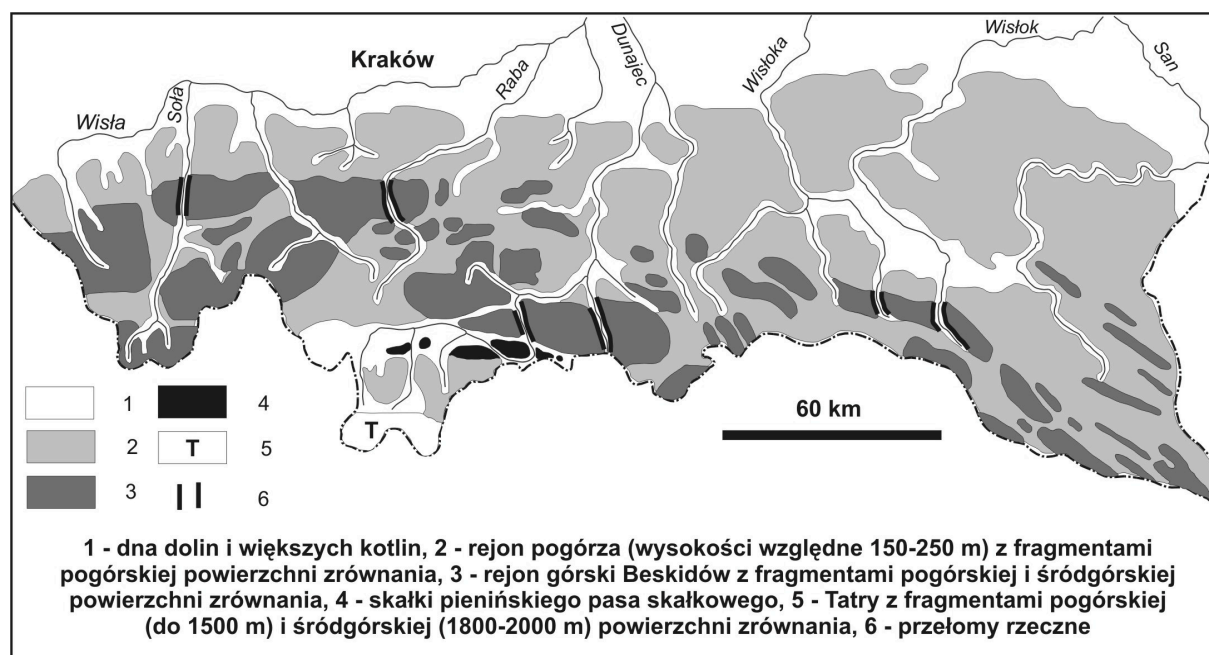 Kraków
Wisła
Soła
Raba
Dunajec
Wisłoka
Wisłok
San
T
60 km
1
2
3
4
T
5
6
1 - dna dolin i większych kotlin, 2 - rejon pogórza (wysokości względne 150-250 m) z fragmentami
pogórskiej powierzchni zrównania, 3 - rejon górski Beskidów z fragmentami pogórskiej i śródgórskiej
powierzchni zrównania, 4 - skałki pienińskiego pasa skałkowego, 5 - Tatry z fragmentami pogórskiej
(do 1500 m) i śródgórskiej (1800-2000 m) powierzchni zrównania, 6 - przełomy rzeczne